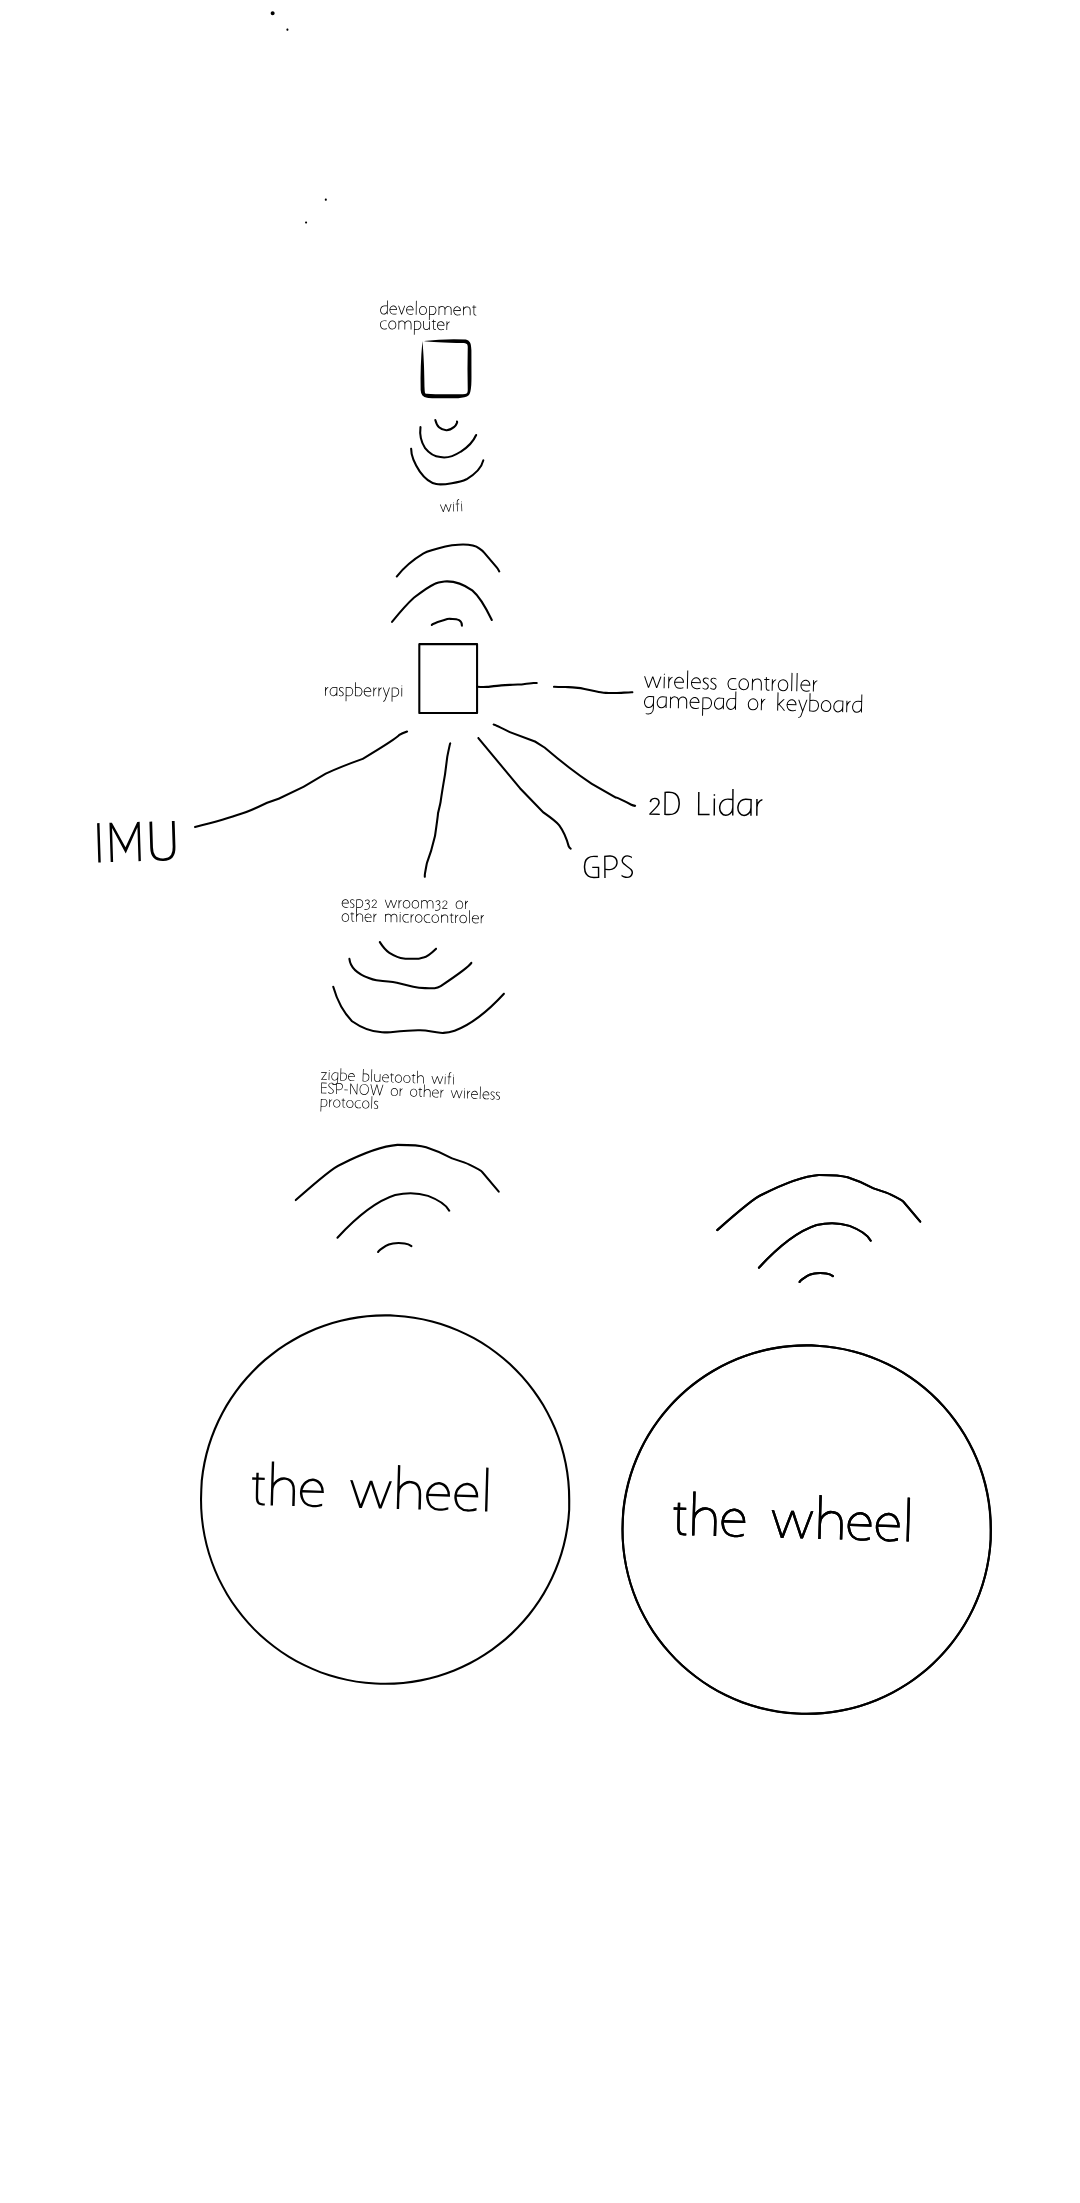 development
computer
wifi
raspberrypi
wireless controller
gamepad or keyboard
2D Lidar
IMU
GPS
esp32 wroom32 or
other microcontroler
zigbe bluetooth wifi
ESP-NOW or other wireless
protocols
the wheel
the wheel